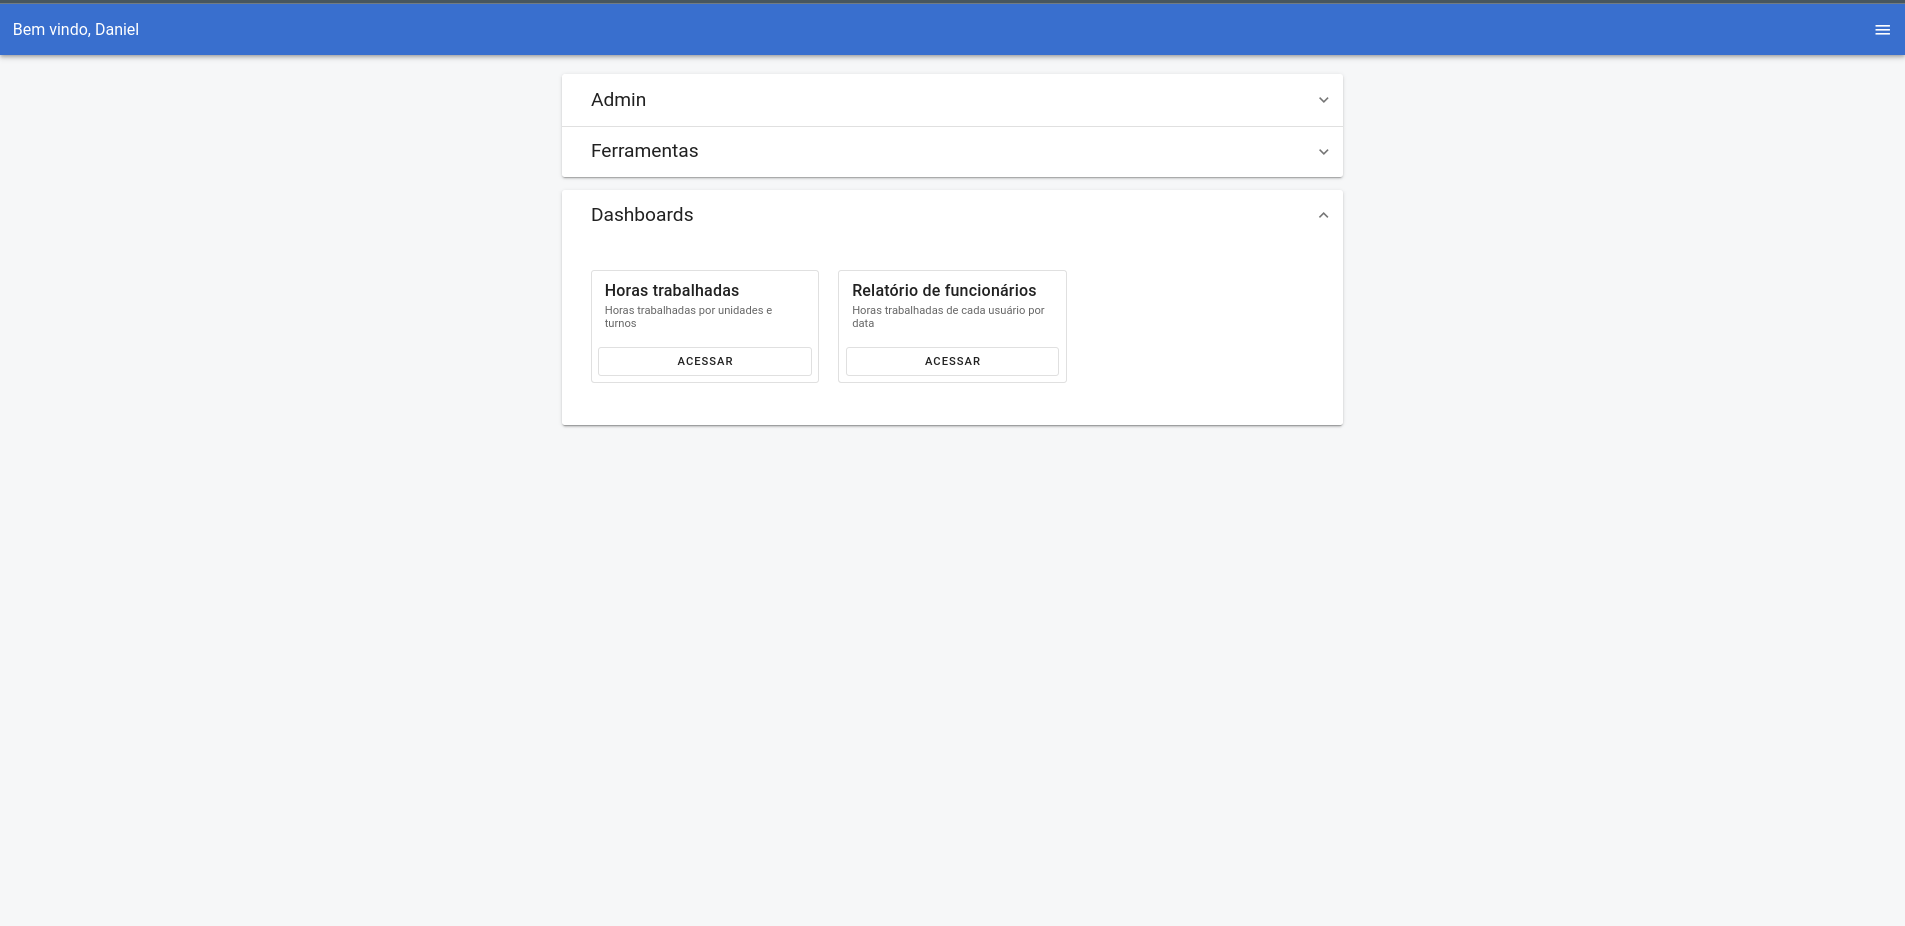 Bem vindo, Daniel
Admin
Ferramentas
Dashboards
Horas trabalhadas
Horas trabalhadas por unidades e
turnos
ACESSAR
Relatório de funcionários
Horas trabalhadas de cada usuário por
data
ACESSAR